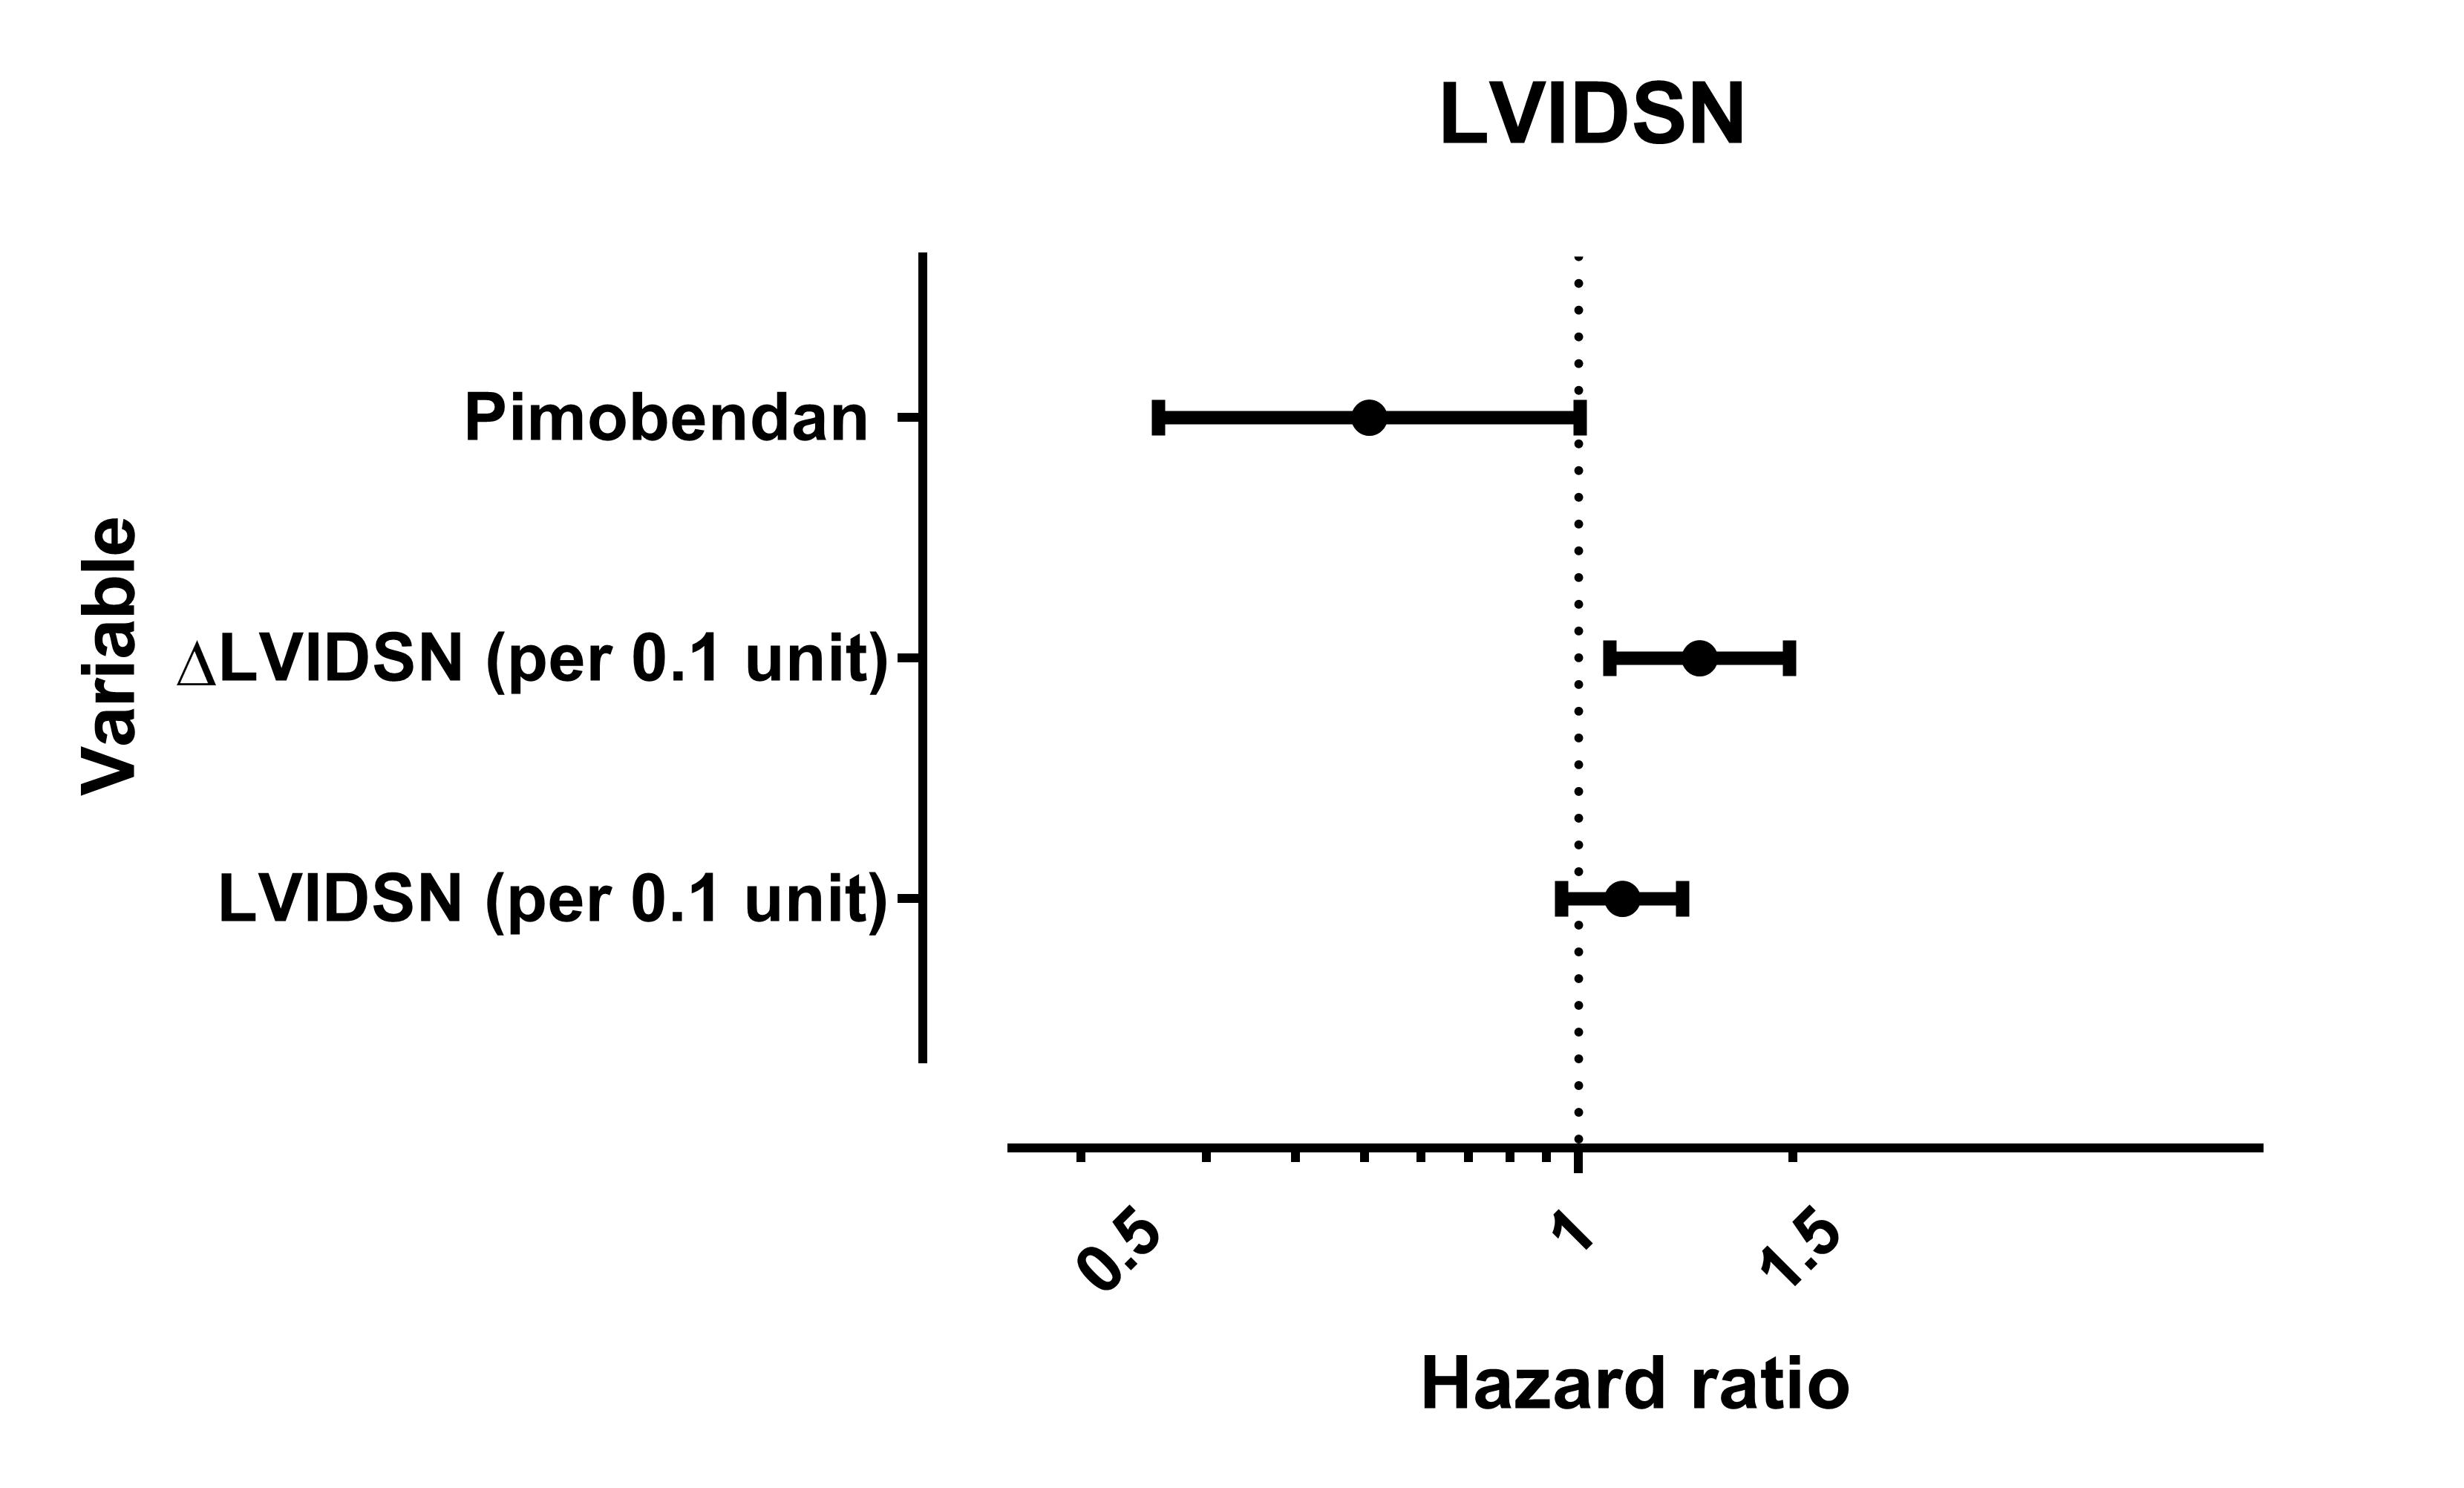 LVIDSN
Variable
Pimobendan
△LVIDSN (per 0.1 unit)
LVIDSN (per 0.1 unit)
0.5
1
1.5
Hazard ratio